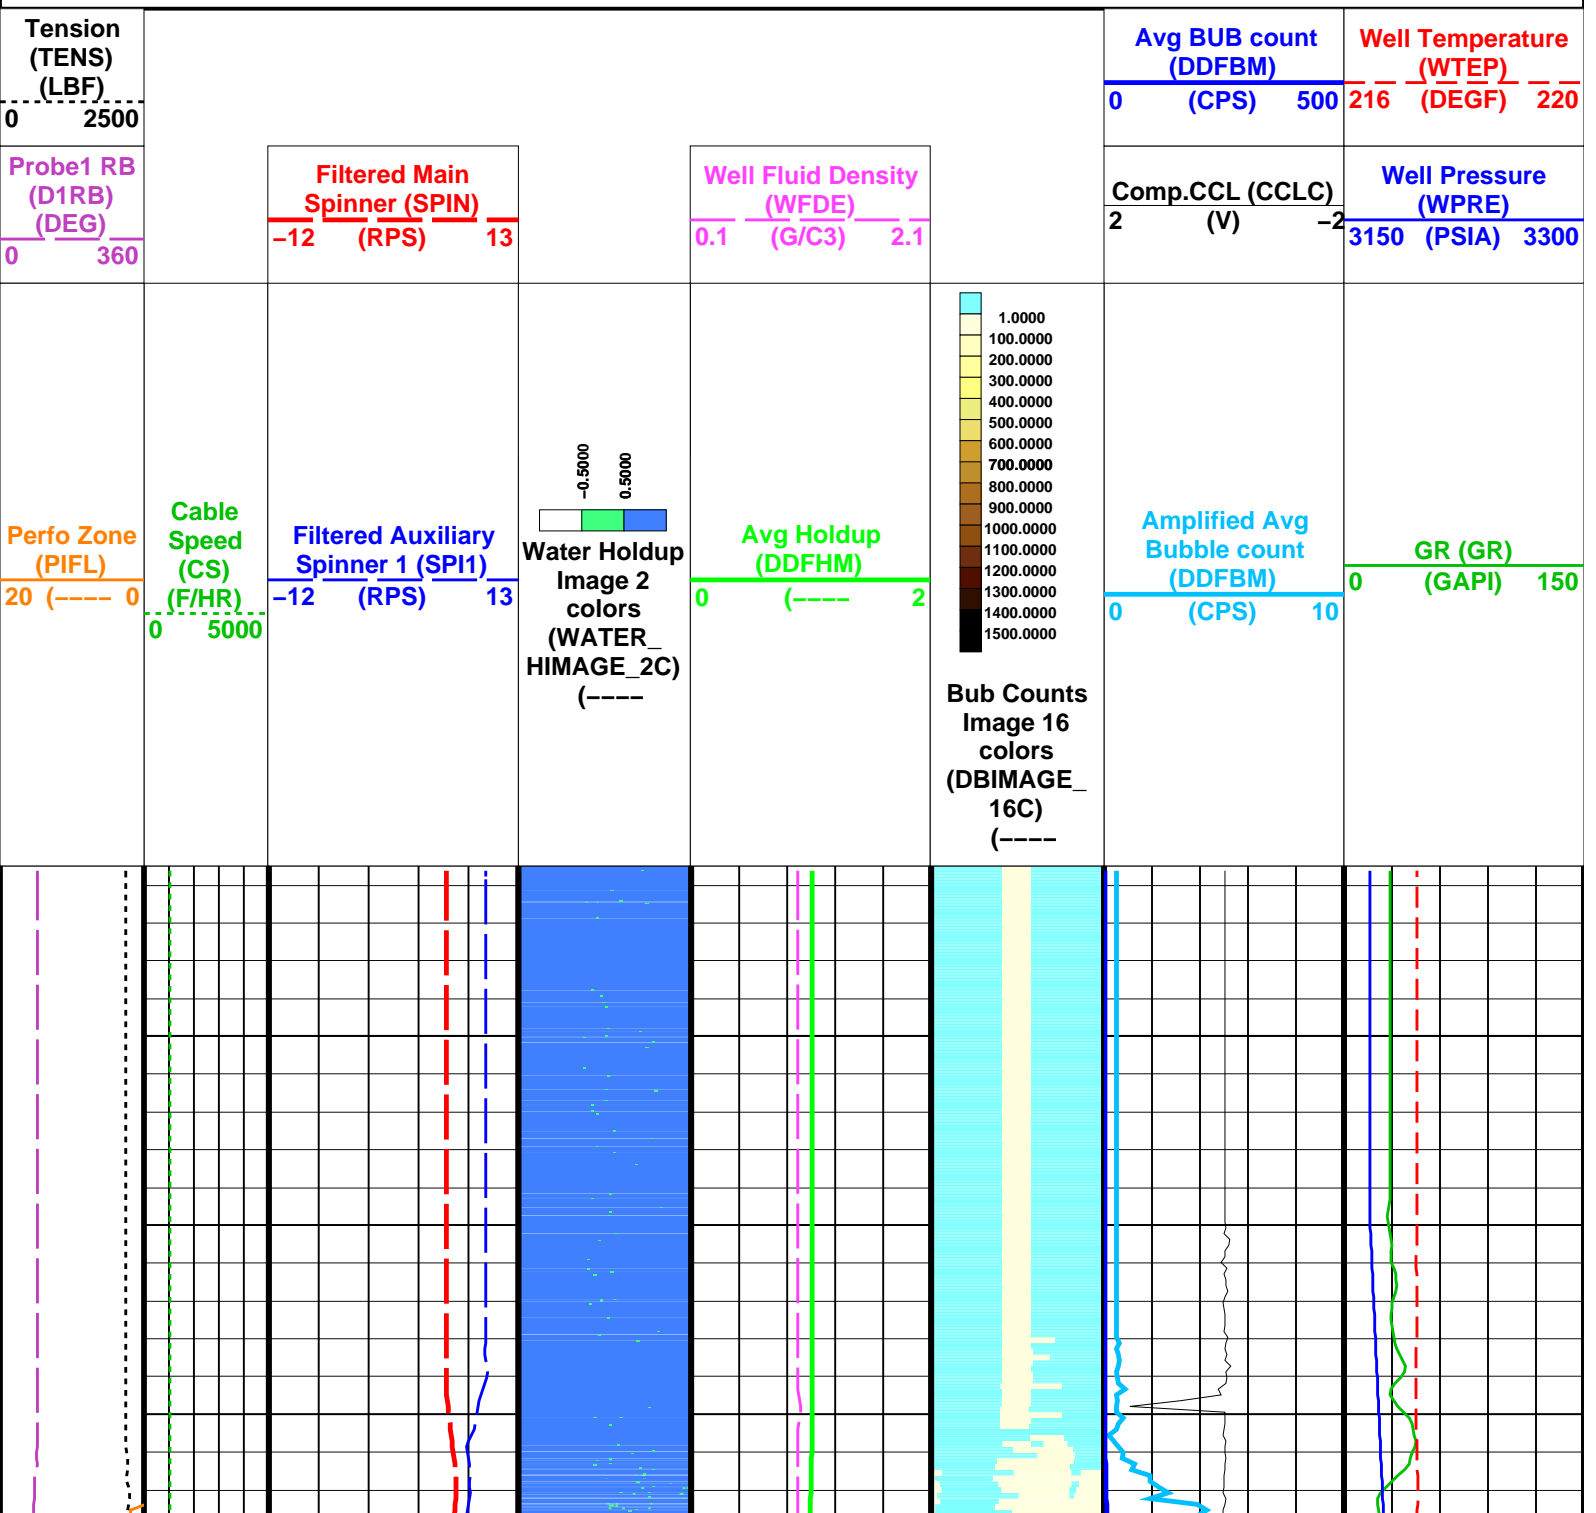 Tension
(TENS)
(LBF)
0 2500
Avg BUB count
(DDFBM)
0 (CPS) 500
Well Temperature
(WTEP)
216 (DEGF) 220
Probe1 RB
(D1RB)
(DEG)
0 360
Filtered Main
Spinner (SPIN)
−12 (RPS) 13
Well Fluid Density
(WFDE)
0.1 (G/C3) 2.1
Comp.CCL (CCLC)
2 (V) −2
Well Pressure
(WPRE)
3150 (PSIA) 3300
Perfo Zone
(PIFL)
20 (−−−− 0
Cable
Speed
(CS)
(F/HR)
0 5000
Filtered Auxiliary
Spinner 1 (SPI1)
−12 (RPS) 13
−0.5000
0.5000
Water Holdup
Image 2
colors
(WATER_
HIMAGE_2C)
(−−−−
Avg Holdup
(DDFHM)
0 (−−−− 2
1.0000
100.0000
200.0000
300.0000
400.0000
500.0000
600.0000
700.0000
800.0000
900.0000
1000.0000
1100.0000
1200.0000
1300.0000
1400.0000
1500.0000
Bub Counts
Image 16
colors
(DBIMAGE_
16C)
(−−−−
Amplified Avg
Bubble count
(DDFBM)
0 (CPS) 10
GR (GR)
0 (GAPI) 150